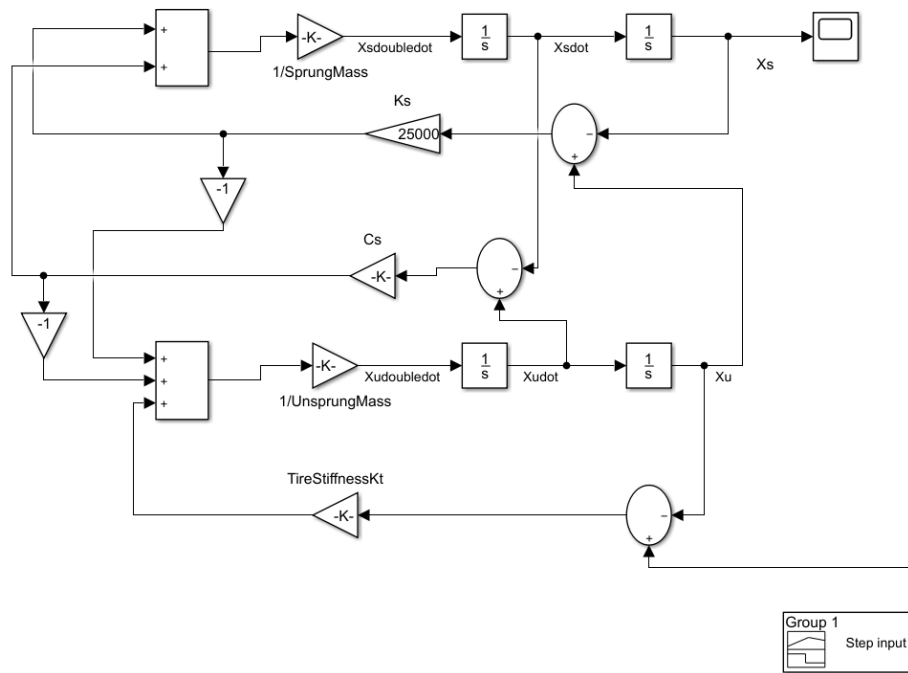 +
+
-K-
1/SprungMass
Xsdoubledot
1
s
Xsdot
1
s
Xs
Ks
25000
−
+
-1
Cs
-K-
−
+
-1
+
+
+
-K-
1/UnsprungMass
Xudoubledot
1
s
Xudot
1
s
Xu
TireStiffnessKt
-K-
−
+
Group 1
Step input